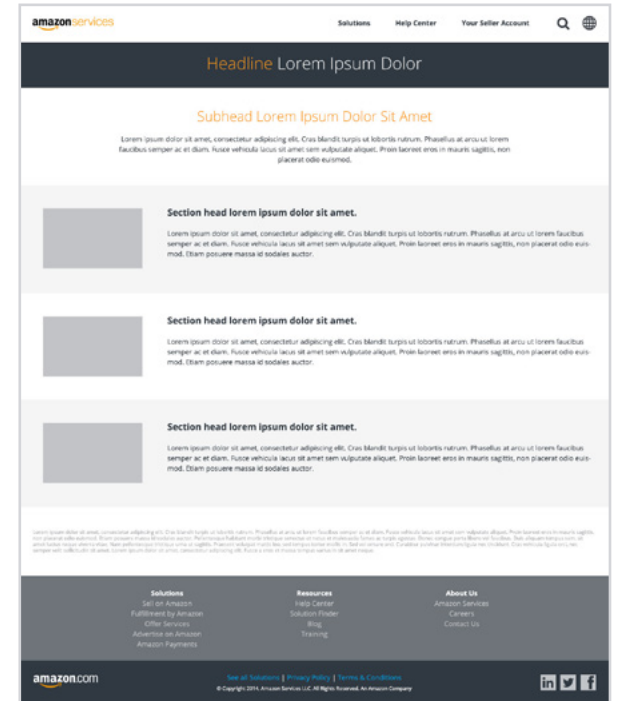 amazonservices
Solutions Help Center Your Seller Account
Headline Lorem Ipsum Dolor
Subhead Lorem Ipsum Dolor Sit Amet
Lorem ipsum dolor sit amet, consectetur adipiscing elit. Cras blandit turpis ut lobortis rutrum. Phasellus at arcu ut lorem
faucibus semper ac et diam. Fusce vehicula lacus sit amet sem vulputate aliquet. Proin laoreet eros in mauris sagittis, non
placerat odio euismod.
Section head lorem ipsum dolor sit amet.
Lorem ipsum dolor sit amet, consectetur adipiscing elit. Cras blandit turpis ut lobortis rutrum. Phasellus at arcu ut lorem faucibus
semper ac et diam. Fusce vehicula lacus sit amet sem vulputate aliquet. Proin laoreet eros in mauris sagittis, non placerat odio euis-
mod. Etiam posuere massa id sodales auctor.
Section head lorem ipsum dolor sit amet.
Lorem ipsum dolor sit amet, consectetur adipiscing elit. Cras blandit turpis ut lobortis rutrum. Phasellus at arcu ut lorem faucibus
semper ac et diam. Fusce vehicula lacus sit amet sem vulputate aliquet. Proin laoreet eros in mauris sagittis, non placerat odio euis-
mod. Etiam posuere massa id sodales auctor.
Section head lorem ipsum dolor sit amet.
Lorem ipsum dolor sit amet, consectetur adipiscing elit. Cras blandit turpis ut lobortis rutrum. Phasellus at arcu ut lorem faucibus
semper ac et diam. Fusce vehicula lacus sit amet sem vulputate aliquet. Proin laoreet eros in mauris sagittis, non placerat odio euis-
mod. Etiam posuere massa id sodales auctor.
Solutions
Sell on Amazon
Fulfillment by Amazon
Offer Services
Advertise on Amazon
Amazon Payments
Resources
Help Center
Solution Finder
Blog
Training
About Us
Amazon Services
Careers
Contact Us
amazon.com
See all Solutions | Privacy Policy | Terms & Conditions
© Copyright 2014, Amazon Services LLC. All Rights Reserved. An Amazon Company
in f